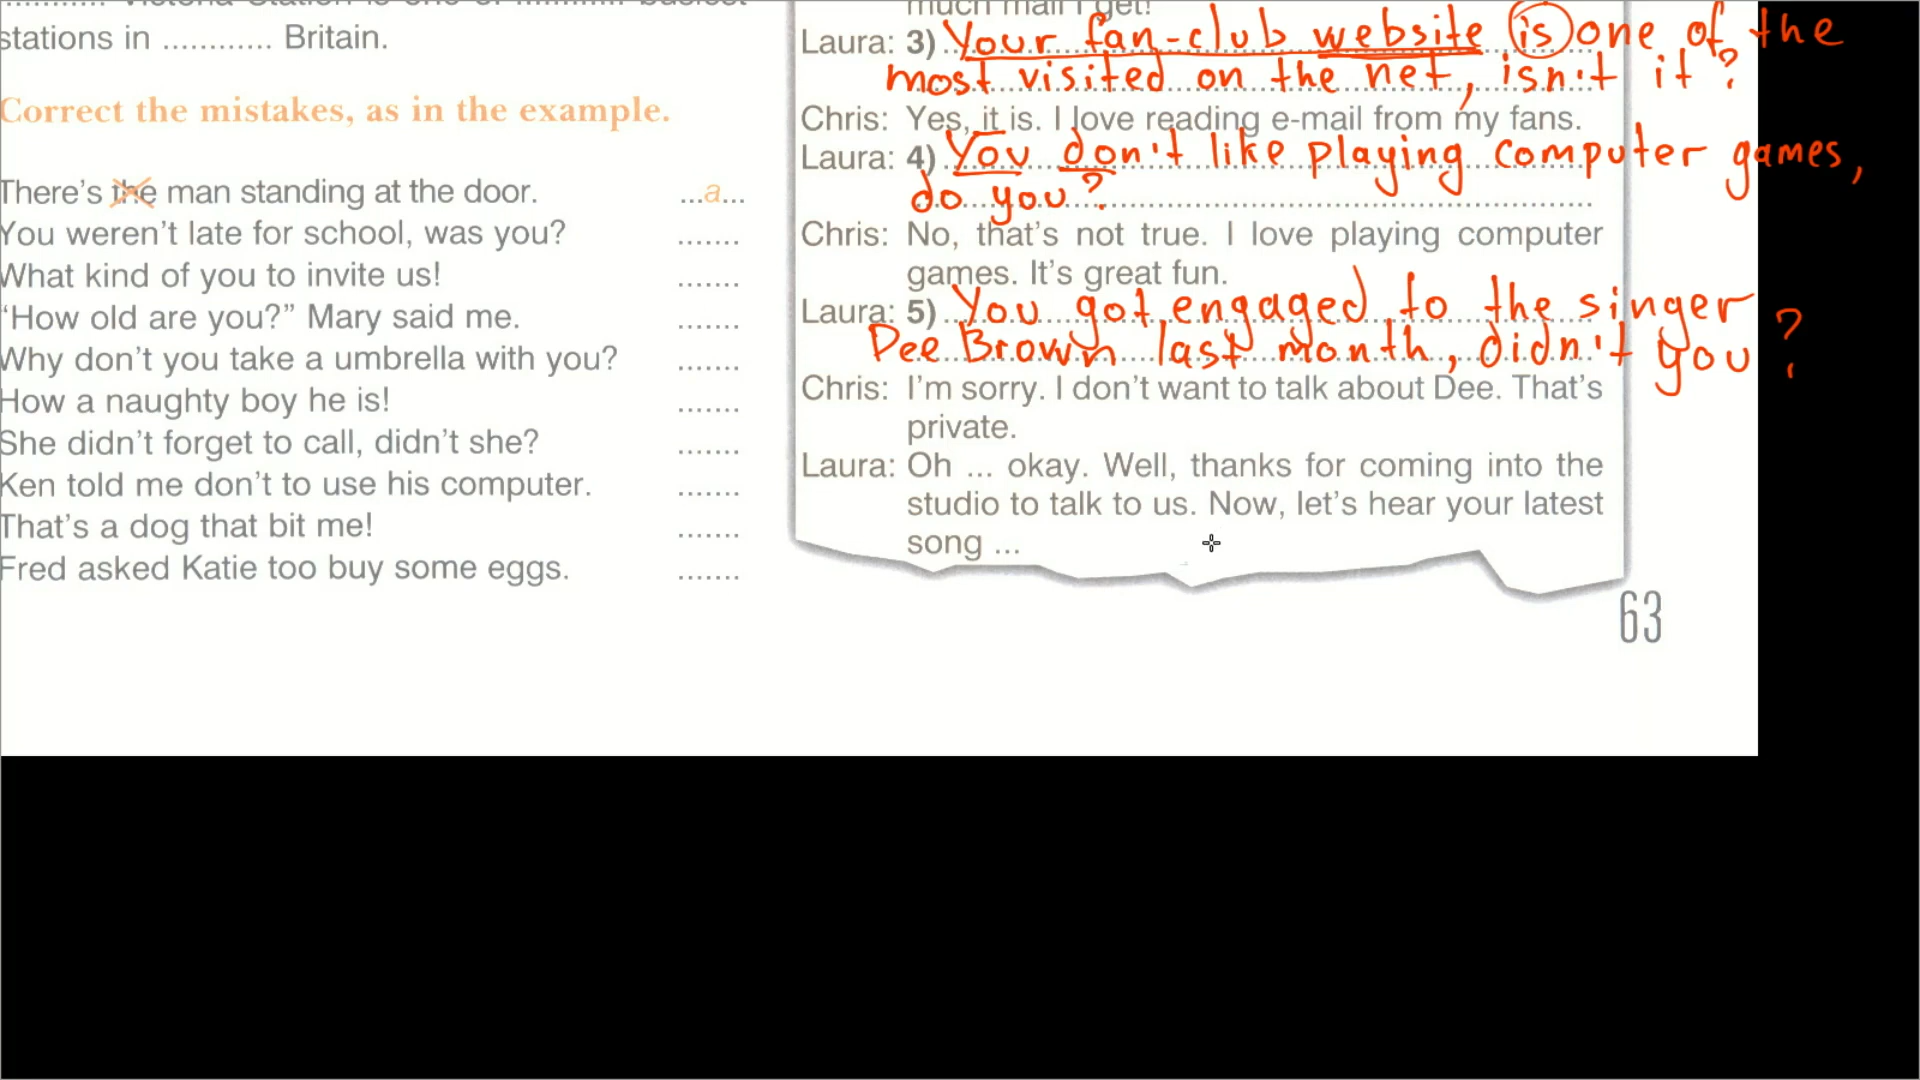 stations in ............ Britain.
Correct the mistakes, as in the example.
There's the man standing at the door. ...a...
You weren't late for school, was you? .......
What kind of you to invite us! .......
“How old are you?” Mary said me. .......
Why don't you take a umbrella with you? .......
How a naughty boy he is! .......
She didn't forget to call, didn't she? .......
Ken told me don't to use his computer. .......
That's a dog that bit me! .......
Fred asked Katie too buy some eggs. .......
much mail I get!
Laura: 3) Your fan-club website is one of the
most visited on the net, isn't it?
Chris: Yes, it is. I love reading e-mail from my fans.
Laura: 4) You don't like playing computer games,
do you?
Chris: No, that's not true. I love playing computer
games. It's great fun.
Laura: 5) You got engaged to the singer
Dee Brown last month, didn't you?
Chris: I'm sorry. I don't want to talk about Dee. That's
private.
Laura: Oh ... okay. Well, thanks for coming into the
studio to talk to us. Now, let's hear your latest
song ...
63